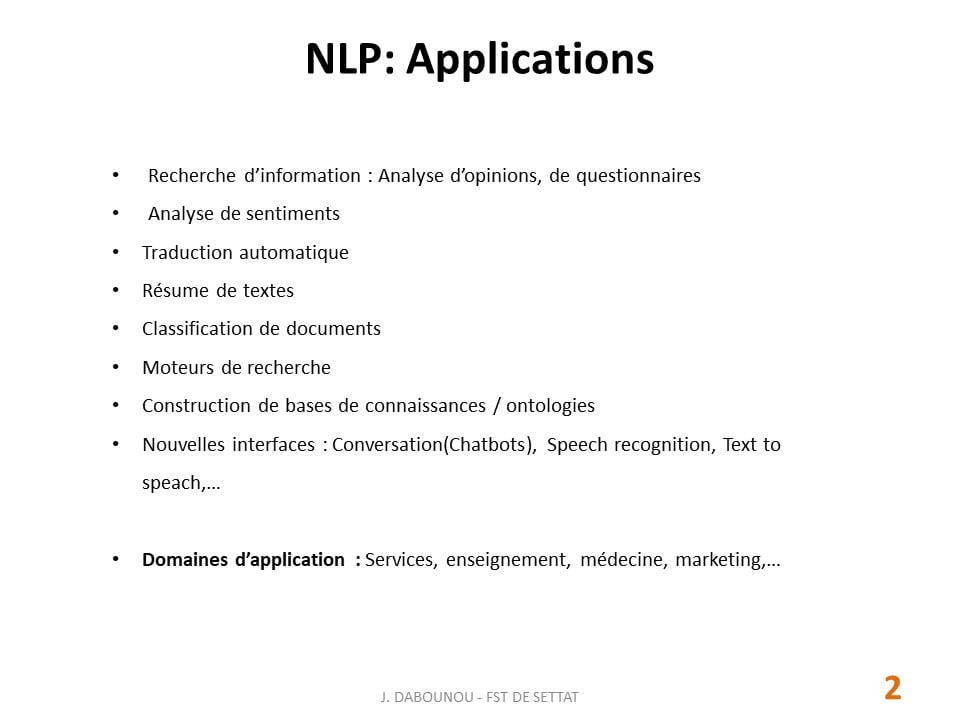 NLP: Applications
• Recherche d’information : Analyse d’opinions, de questionnaires
• Analyse de sentiments
• Traduction automatique
• Résume de textes
• Classification de documents
• Moteurs de recherche
• Construction de bases de connaissances / ontologies
• Nouvelles interfaces : Conversation(Chatbots), Speech recognition, Text to
speach,...
• Domaines d’application : Services, enseignement, médecine, marketing,...
J. DABOUNOU - FST DE SETTAT
2